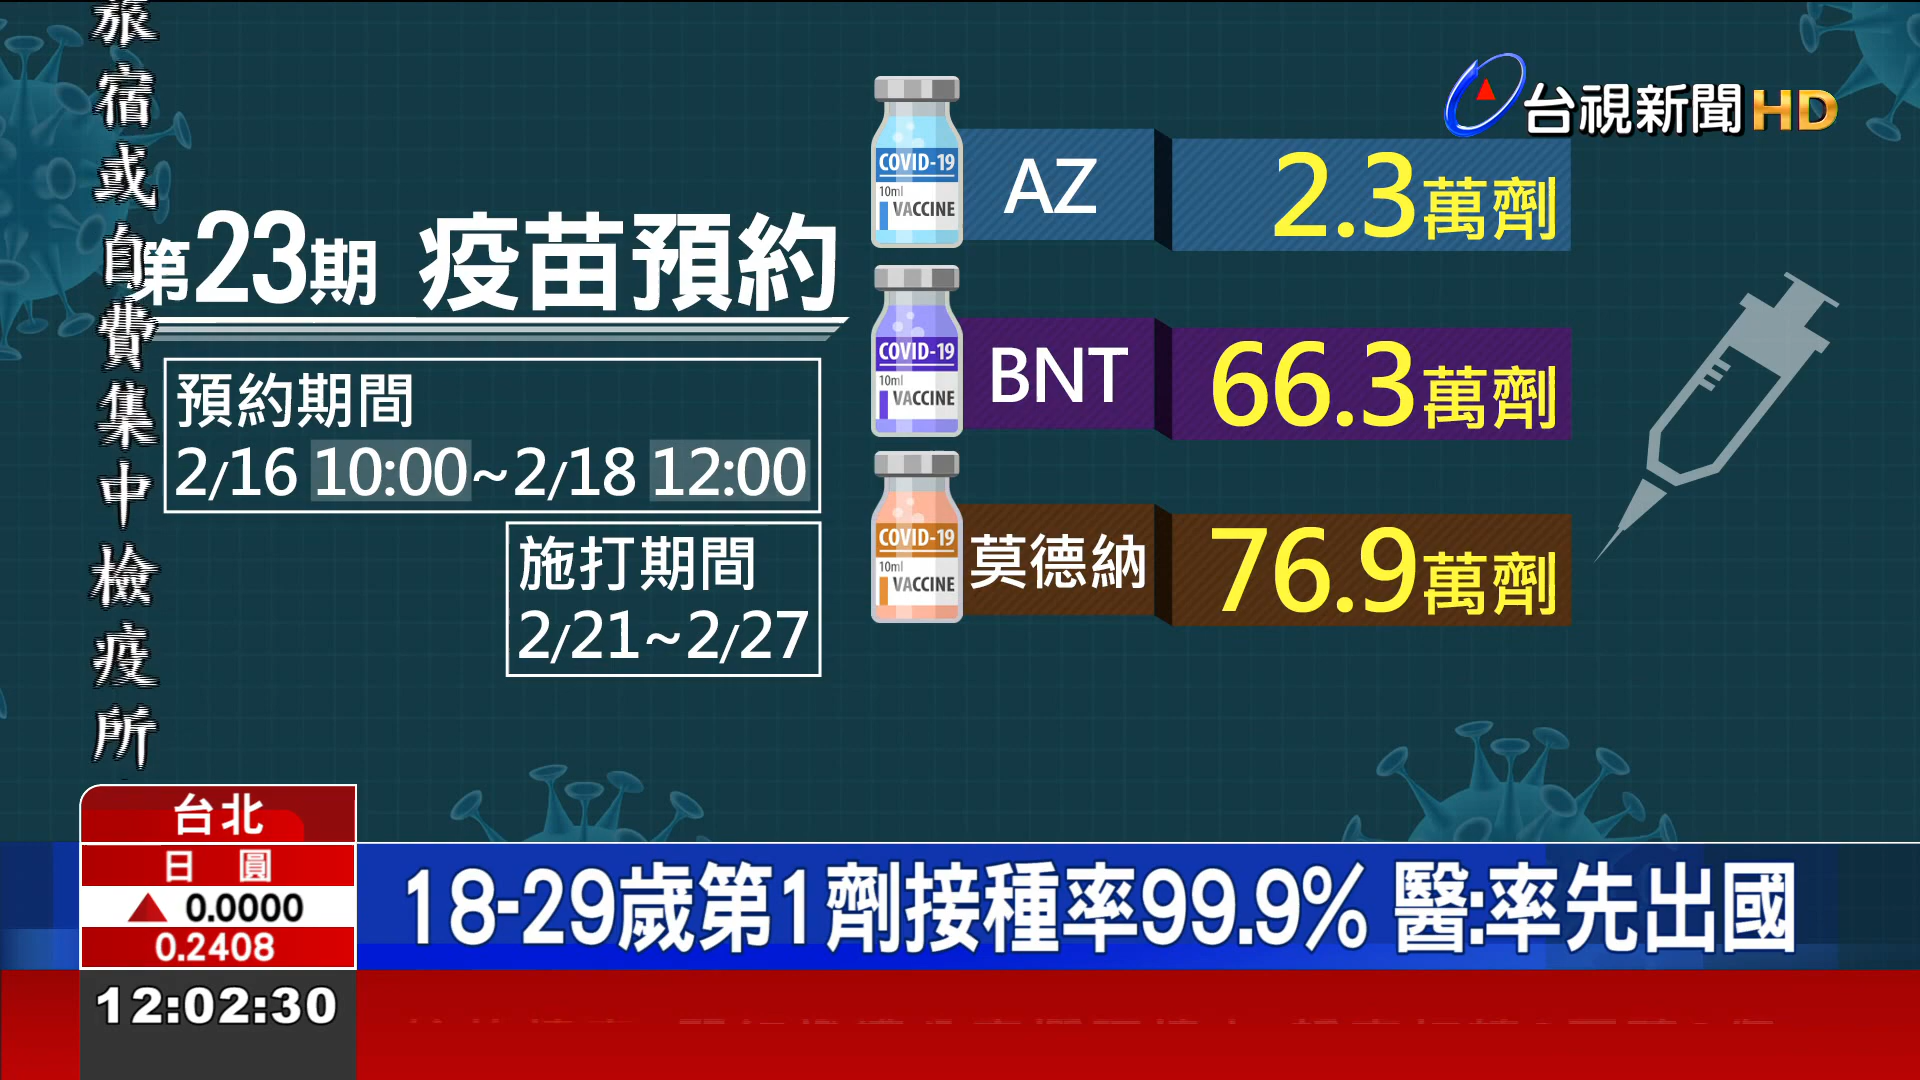 旅宿或自費集中檢疫所
台視新聞HD
第23期 疫苗預約
預約期間
2/16 10:00~2/18 12:00
施打期間
2/21~2/27
COVID-19
10ml
VACCINE
AZ
2.3萬劑
COVID-19
10ml
VACCINE
BNT
66.3萬劑
COVID-19
10ml
VACCINE
莫德納
76.9萬劑
台北
日 圓
▲ 0.0000
0.2408
18-29歲第1劑接種率99.9% 醫:率先出國
12:02:30